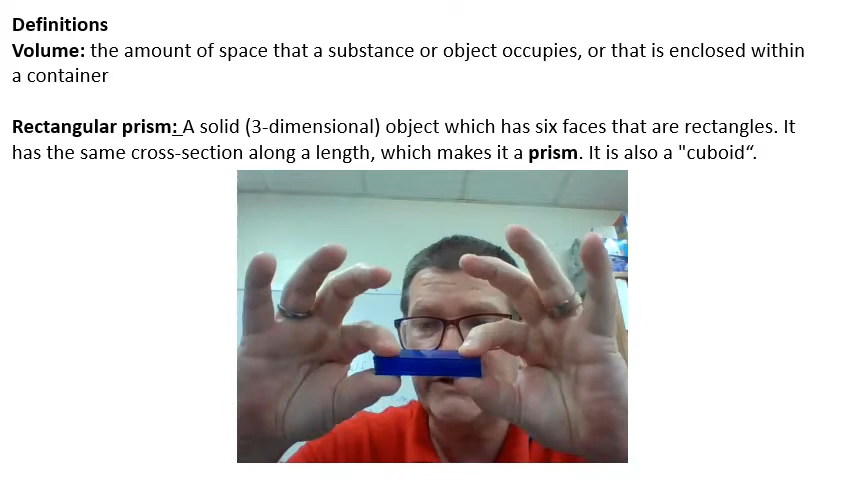 Definitions
Volume: the amount of space that a substance or object occupies, or that is enclosed within
a container
Rectangular prism: A solid (3-dimensional) object which has six faces that are rectangles. It
has the same cross-section along a length, which makes it a prism. It is also a "cuboid“.